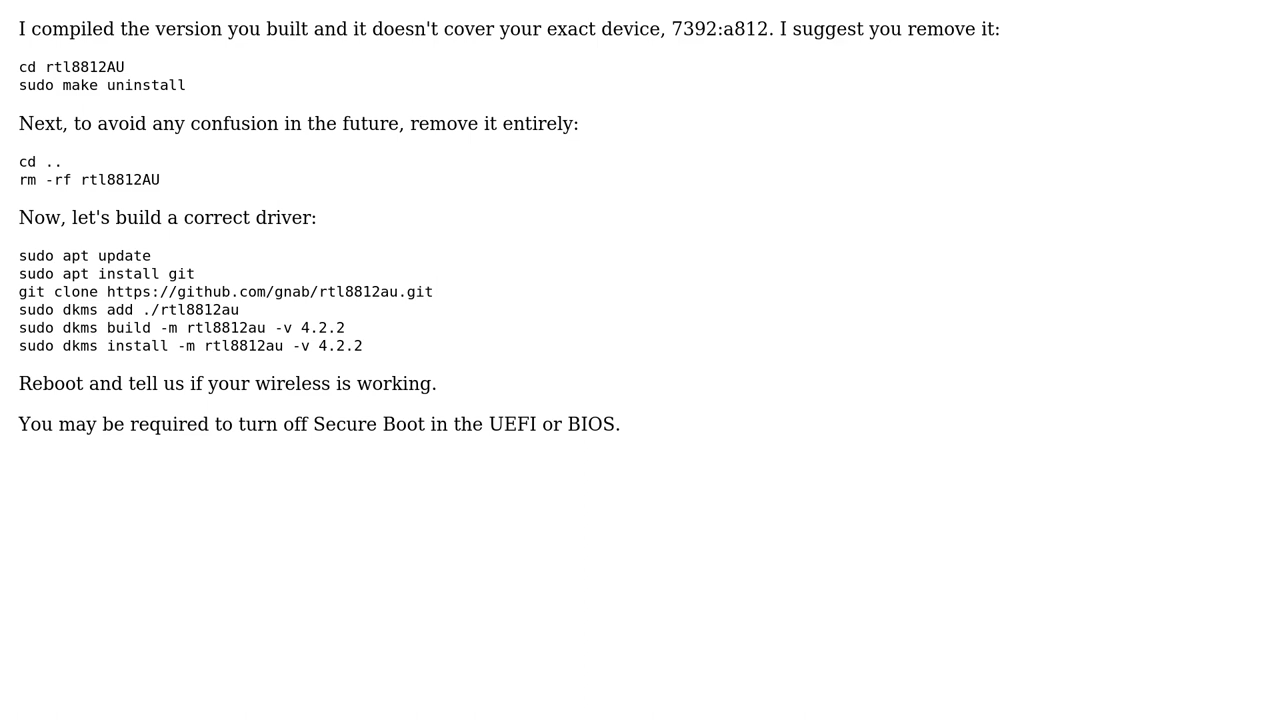 I compiled the version you built and it doesn't cover your exact device, 7392:a812. I suggest you remove it:
cd rtl8812AU
sudo make uninstall
Next, to avoid any confusion in the future, remove it entirely:
cd ..
rm -rf rtl8812AU
Now, let's build a correct driver:
sudo apt update
sudo apt install git
git clone https://github.com/gnab/rtl8812au.git
sudo dkms add ./rtl8812au
sudo dkms build -m rtl8812au -v 4.2.2
sudo dkms install -m rtl8812au -v 4.2.2
Reboot and tell us if your wireless is working.
You may be required to turn off Secure Boot in the UEFI or BIOS.